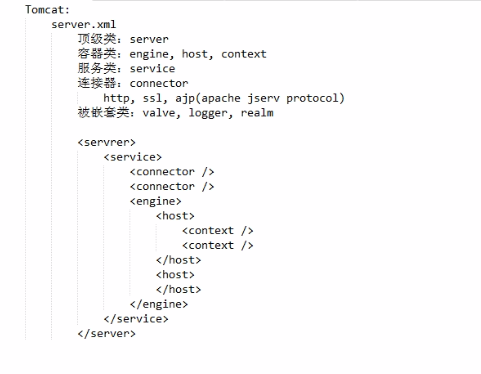 Tomcat:
server.xml
顶级类：server
容器类：engine, host, context
服务类：service
连接器：connector
http, ssl, ajp(apache jserv protocol)
被嵌套类：valve, logger, realm
<servrer>
<service>
<connector />
<connector />
<engine>
<host>
<context />
<context />
</host>
<host>
</host>
</engine>
</service>
</server>